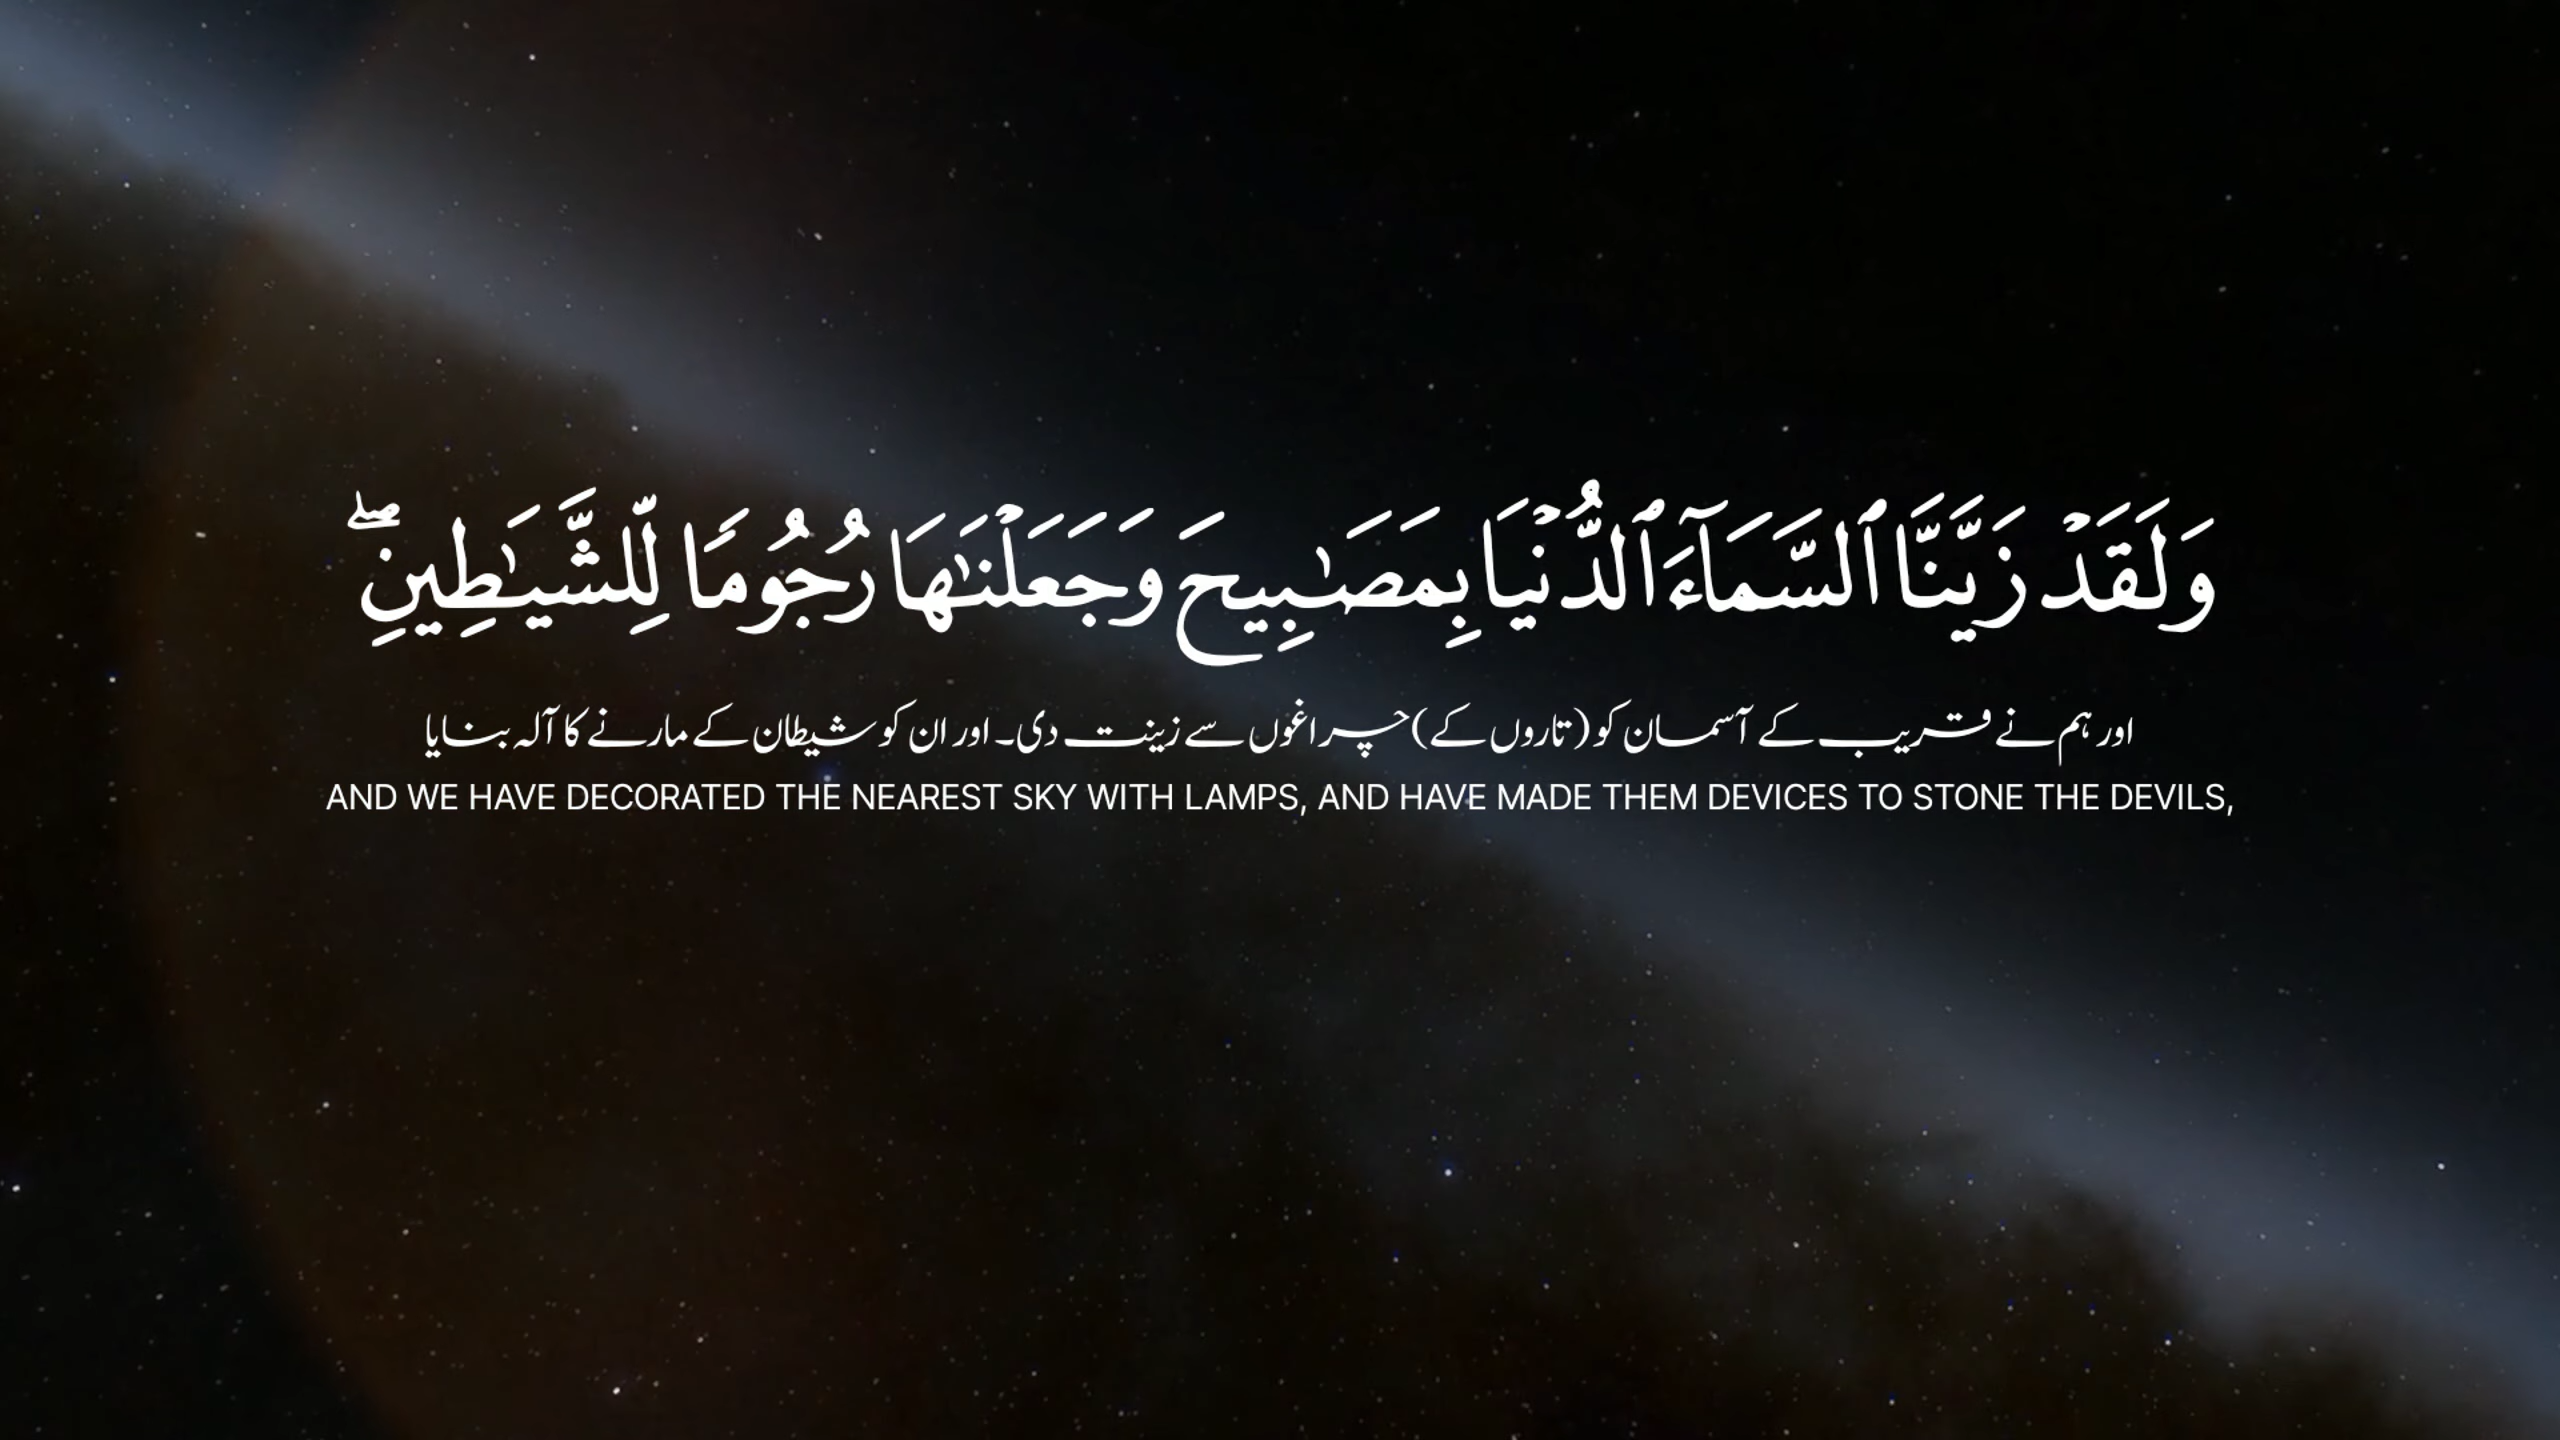 وَلَقَدۡ زَيَّنَّا ٱلسَّمَآءَ ٱلدُّنۡيَا بِمَصَٰبِيحَ وَجَعَلۡنَٰهَا رُجُومٗا لِّلشَّيَٰطِينِۖ
اور ہم نے قریب کے آسمان کو (تاروں کے) چراغوں سے زینت دی۔ اور ان کو شیطان کے مارنے کا آلہ بنایا
AND WE HAVE DECORATED THE NEAREST SKY WITH LAMPS, AND HAVE MADE THEM DEVICES TO STONE THE DEVILS,